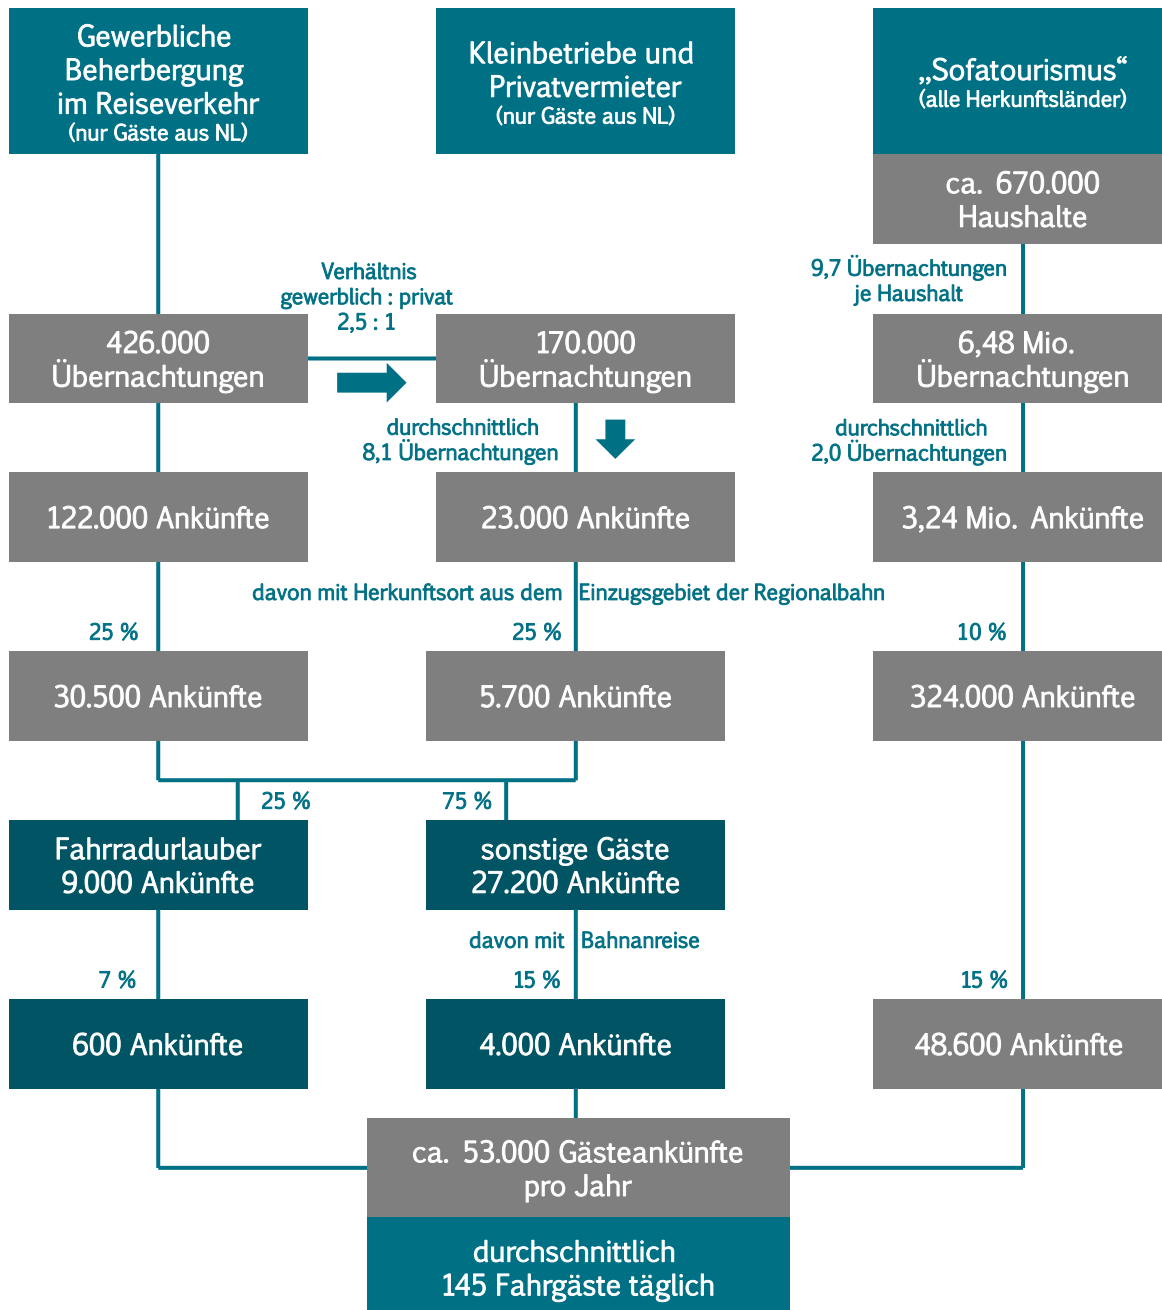 Gewerbliche
Beherbergung
im Reiseverkehr
(nur Gäste aus NL)
Kleinbetriebe und
Privatvermieter
(nur Gäste aus NL)
„Sofatourismus“
(alle Herkunftsländer)
ca. 670.000
Haushalte
9,7 Übernachtungen
je Haushalt
Verhältnis
gewerblich : privat
2,5 : 1
426.000
Übernachtungen
170.000
Übernachtungen
6,48 Mio.
Übernachtungen
durchschnittlich
8,1 Übernachtungen
durchschnittlich
2,0 Übernachtungen
122.000 Ankünfte
23.000 Ankünfte
3,24 Mio. Ankünfte
davon mit Herkunftsort aus dem Einzugsgebiet der Regionalbahn
25 %
25 %
10 %
30.500 Ankünfte
5.700 Ankünfte
324.000 Ankünfte
25 %
75 %
Fahrradurlauber
9.000 Ankünfte
sonstige Gäste
27.200 Ankünfte
davon mit Bahnanreise
7 %
15 %
15 %
600 Ankünfte
4.000 Ankünfte
48.600 Ankünfte
ca. 53.000 Gästeankünfte
pro Jahr
durchschnittlich
145 Fahrgäste täglich